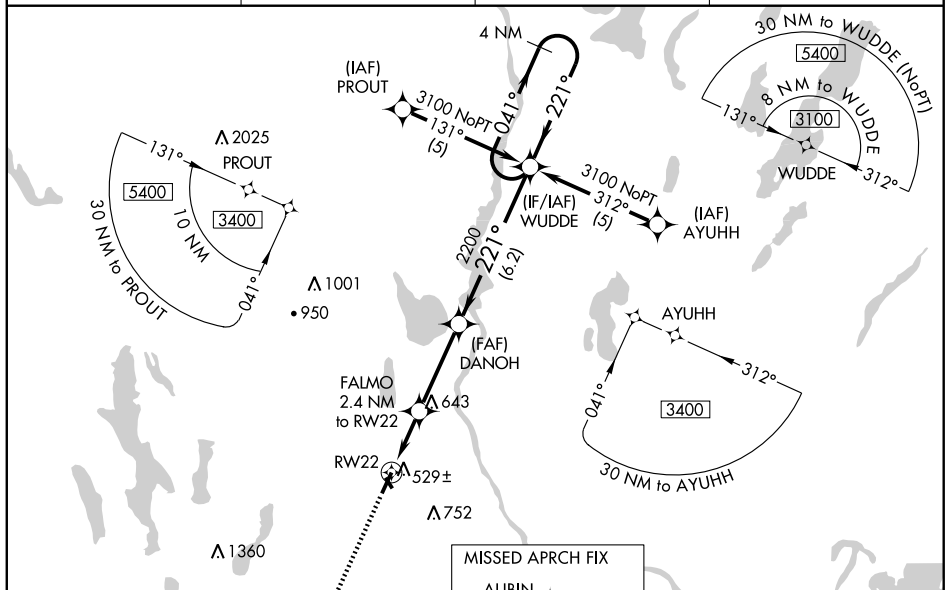 4 NM
(IAF)
PROUT
3100 NoPT
131°
(5)
041°
221°
30 NM to WUDDE (NoPT)
5400
8 NM to WUDDE
3100
131°
312°
WUDDE
2025
131°
PROUT
5400
3400
10 NM
30 NM to PROUT
041°
3100 NoPT
312°
(5)
(IAF)
AYUHH
(IF/IAF)
WUDDE
2200
221°
(6.2)
1001
950
(FAF)
DANOH
FALMO
2.4 NM
to RW22
643
AYUHH
312°
041°
3400
30 NM to AYUHH
RW22
529±
752
1360
MISSED APRCH FIX
AUBIN